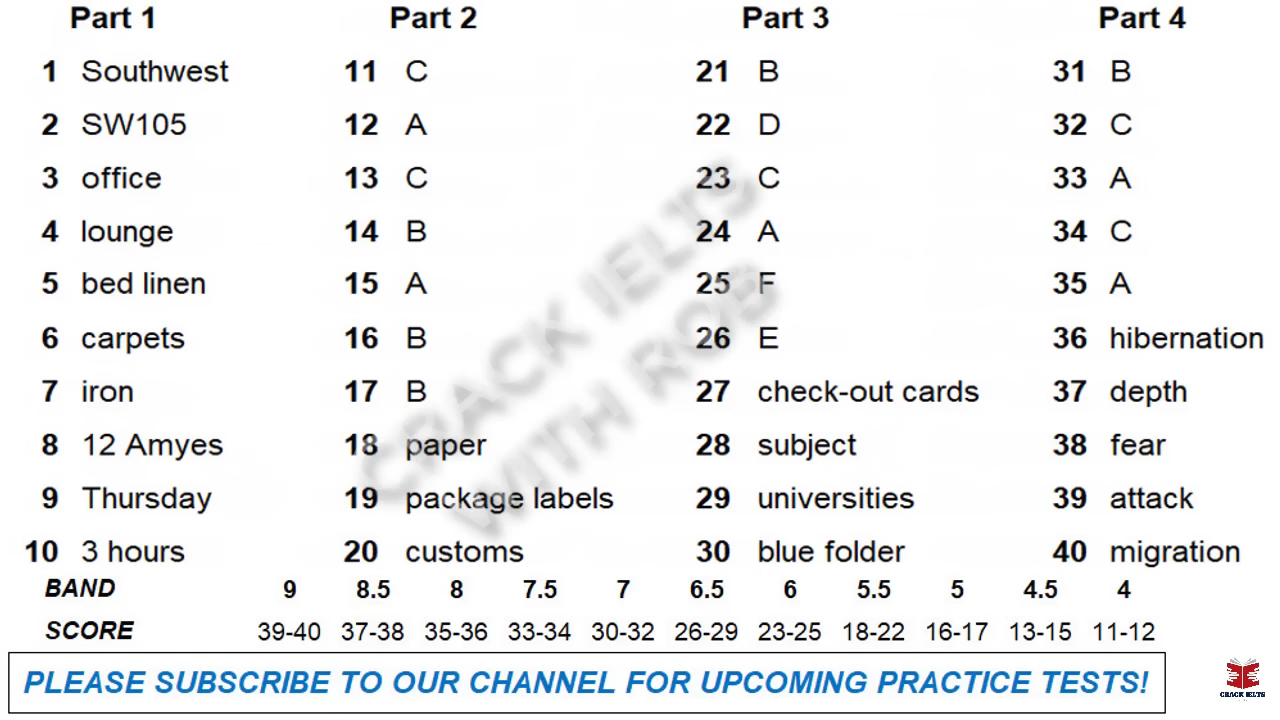 Part 1 Part 2 Part 3 Part 4
1 Southwest 11 C 21 B 31 B
2 SW105 12 A 22 D 32 C
3 office 13 C 23 C 33 A
4 lounge 14 B 24 A 34 C
5 bed linen 15 A 25 F 35 A
6 carpets 16 B 26 E 36 hibernation
7 iron 17 B 27 check-out cards 37 depth
8 12 Amyes 18 paper 28 subject 38 fear
9 Thursday 19 package labels 29 universities 39 attack
10 3 hours 20 customs 30 blue folder 40 migration
CRACK IELTS
WITH ROB
BAND 9 8.5 8 7.5 7 6.5 6 5.5 5 4.5 4
SCORE 39-40 37-38 35-36 33-34 30-32 26-29 23-25 18-22 16-17 13-15 11-12
PLEASE SUBSCRIBE TO OUR CHANNEL FOR UPCOMING PRACTICE TESTS!
CRACK IELTS